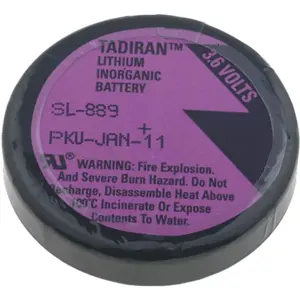 TADIRAN™
LITHIUM
INORGANIC
BATTERY
3.6 VOLTS
SL-889
+
PKV-JAN-11
WARNING: Fire Explosion.
And Severe Burn Hazard. Do Not
Recharge, Disassemble Heat Above
100°C Incinerate Or Expose
Contents To Water.